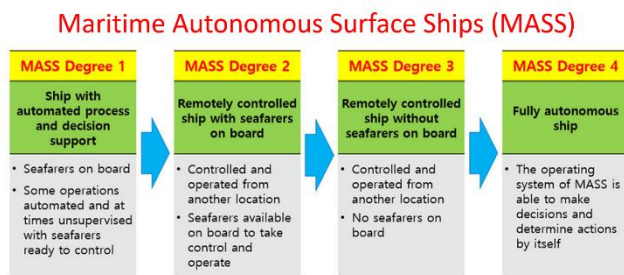 Maritime Autonomous Surface Ships (MASS)
MASS Degree 1
Ship with
automated process
and decision
support
• Seafarers on board
• Some operations
automated and at
times unsupervised
with seafarers
ready to control
MASS Degree 2
Remotely controlled
ship with seafarers
on board
• Controlled and
operated from
another location
• Seafarers available
on board to take
control and
operate
MASS Degree 3
Remotely controlled
ship without
seafarers on board
• Controlled and
operated from
another location
• No seafarers on
board
MASS Degree 4
Fully autonomous
ship
• The operating
system of MASS is
able to make
decisions and
determine actions
by itself